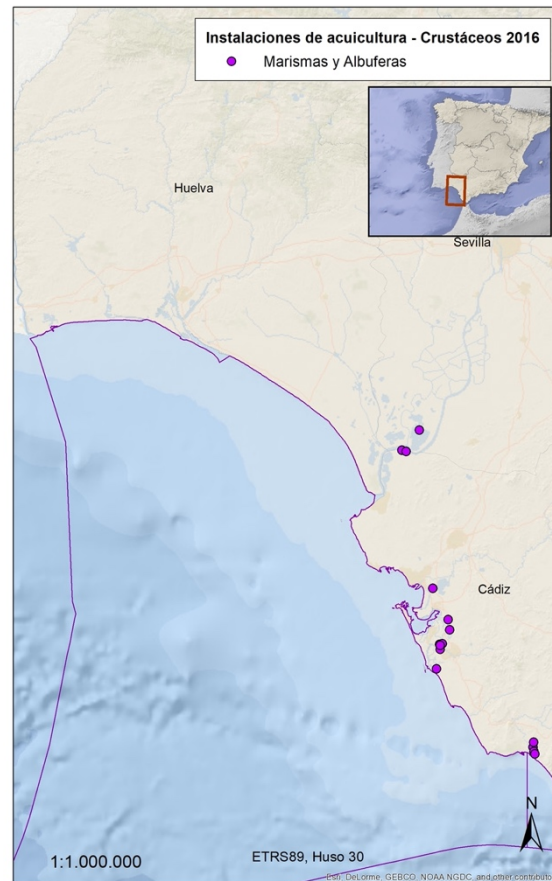 Instalaciones de acuicultura - Crustáceos 2016
Marismas y Albuferas
Huelva
Sevilla
Cádiz
N
1:1.000.000
ETRS89, Huso 30
Esri, DeLorme, GEBCO, NOAA NGDC, and other contributors